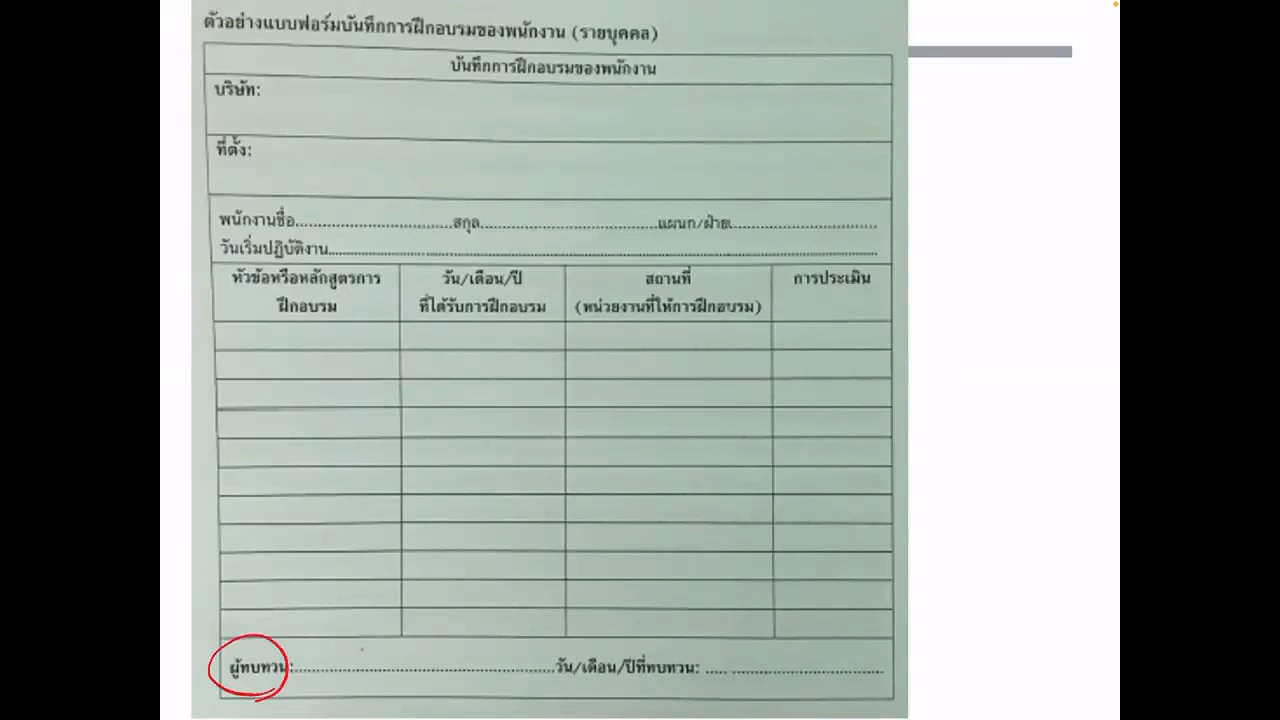 ตัวอย่างแบบฟอร์มบันทึกการฝึกอบรมของพนักงาน (รายบุคคล)
บันทึกการฝึกอบรมของพนักงาน
บริษัท:
ที่ตั้ง:
พนักงานชื่อ..............................สกุล..................................แผนก/ฝ่าย............................
วันเริ่มปฏิบัติงาน..........................................................................................
หัวข้อหรือหลักสูตรการ วัน/เดือน/ปี สถานที่ การประเมิน
ฝึกอบรม ที่ได้รับการฝึกอบรม (หน่วยงานที่ให้การฝึกอบรม)
ผู้ทบทวน:..................................................วัน/เดือน/ปีที่ทบทวน: ..... ..............................